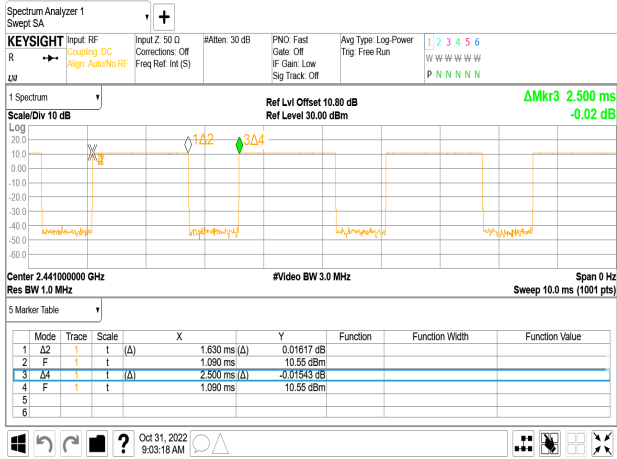 Spectrum Analyzer 1
Swept SA
KEYSIGHT Input: RF Input Z: 50 Ω #Atten: 30 dB PNO: Fast Avg Type: Log-Power 1 2 3 4 5 6
R Coupling: DC Corrections: Off Gate: Off Trig: Free Run
Align: Auto/No RF Freq Ref: Int (S) IF Gain: Low W W W W W W
Sig Track: Off P N N N N N
LXI
1 Spectrum Ref Lvl Offset 10.80 dB ΔMkr3 2.500 ms
Scale/Div 10 dB Ref Level 30.00 dBm -0.02 dB
Log
20.0 1Δ2 3Δ4
10.0
0.00
-10.0
-20.0
-30.0
-40.0
-50.0
-60.0
Center 2.441000000 GHz #Video BW 3.0 MHz Span 0 Hz
Res BW 1.0 MHz Sweep 10.0 ms (1001 pts)
5 Marker Table
Mode Trace Scale X Y Function Function Width Function Value
1 Δ2 1 t (Δ) 1.630 ms (Δ) 0.01617 dB
2 F 1 t 1.090 ms 10.55 dBm
3 Δ4 1 t (Δ) 2.500 ms (Δ) -0.01543 dB
4 F 1 t 1.090 ms 10.55 dBm
5
6
? Oct 31, 2022
9:03:18 AM